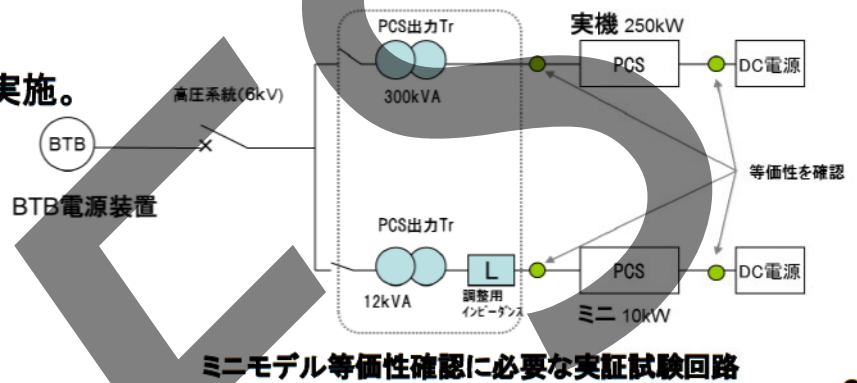 実施。
PCS出力Tr
300kVA
実機 250kW
PCS
DC電源
高圧系統(6kV)
BTB
BTB電源装置
等価性を確認
PCS出力Tr
12kVA
L
調整用
インピーダンス
PCS
ミニ 10kW
DC電源
ミニモデル等価性確認に必要な実証試験回路